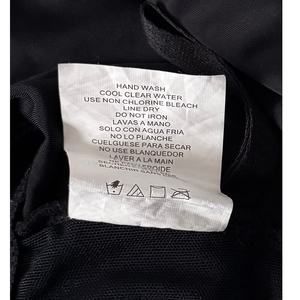 HAND WASH
COOL CLEAR WATER
USE NON CHLORINE BLEACH
LINE DRY
DO NOT IRON
LAVAS A MANO
SOLO CON AGUA FRIA
NO LO PLANCHE
CUELGUESE PARA SECAR
NO USE BLANQUEDOR
LAVER A LA MAIN